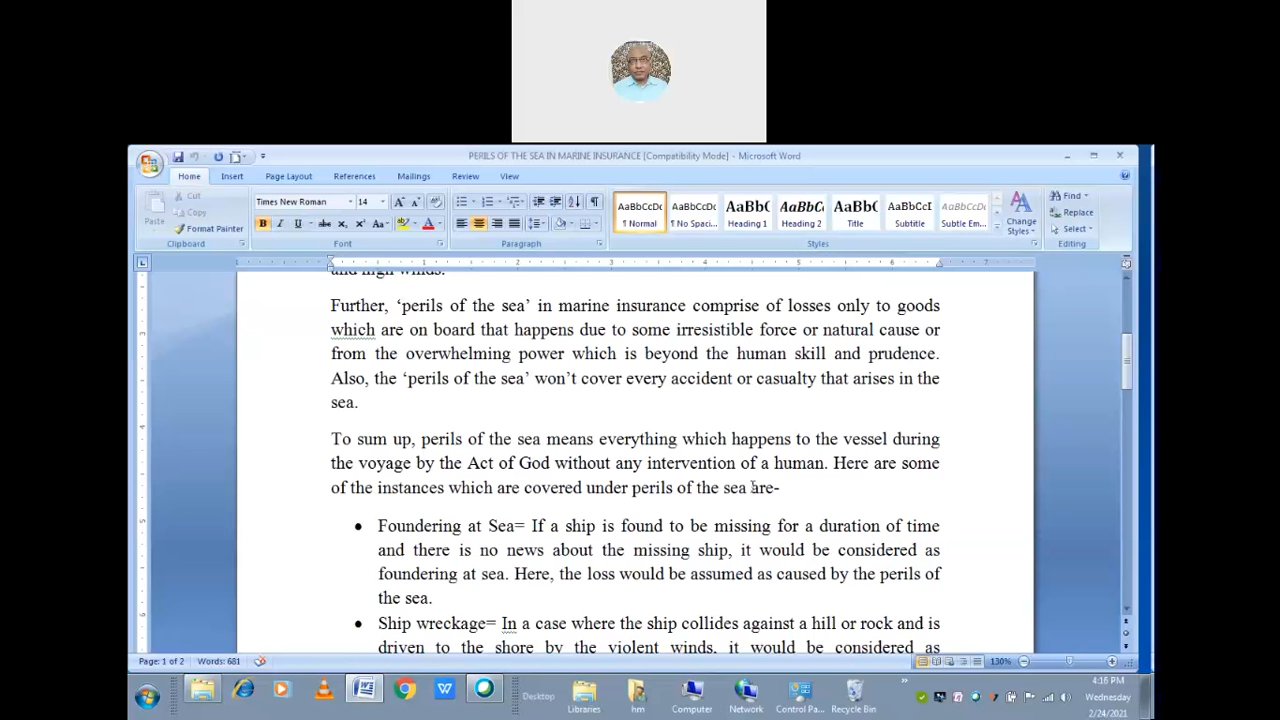 PERILS OF THE SEA IN MARINE INSURANCE [Compatibility Mode] - Microsoft Word
Home Insert Page Layout References Mailings Review View
Cut
Copy
Paste
Format Painter
Clipboard
Times New Roman 14
Font
Paragraph
AaBbCcDc AaBbCcDc AaBbC AaBbCc AaBbC AaBbCcI AaBbCcDc
¶ Normal ¶ No Spaci... Heading 1 Heading 2 Title Subtitle Subtle Em...
Change Styles
Styles
Find
Replace
Select
Editing
and high winds.
Further, ‘perils of the sea’ in marine insurance comprise of losses only to goods
which are on board that happens due to some irresistible force or natural cause or
from the overwhelming power which is beyond the human skill and prudence.
Also, the ‘perils of the sea’ won’t cover every accident or casualty that arises in the
sea.
To sum up, perils of the sea means everything which happens to the vessel during
the voyage by the Act of God without any intervention of a human. Here are some
of the instances which are covered under perils of the sea are-
• Foundering at Sea= If a ship is found to be missing for a duration of time
and there is no news about the missing ship, it would be considered as
foundering at sea. Here, the loss would be assumed as caused by the perils of
the sea.
• Ship wreckage= In a case where the ship collides against a hill or rock and is
driven to the shore by the violent winds, it would be considered as
Page: 1 of 2 Words: 681 130%
Desktop Libraries hm Computer Network Control Pa... Recycle Bin
4:16 PM
Wednesday
2/24/2021